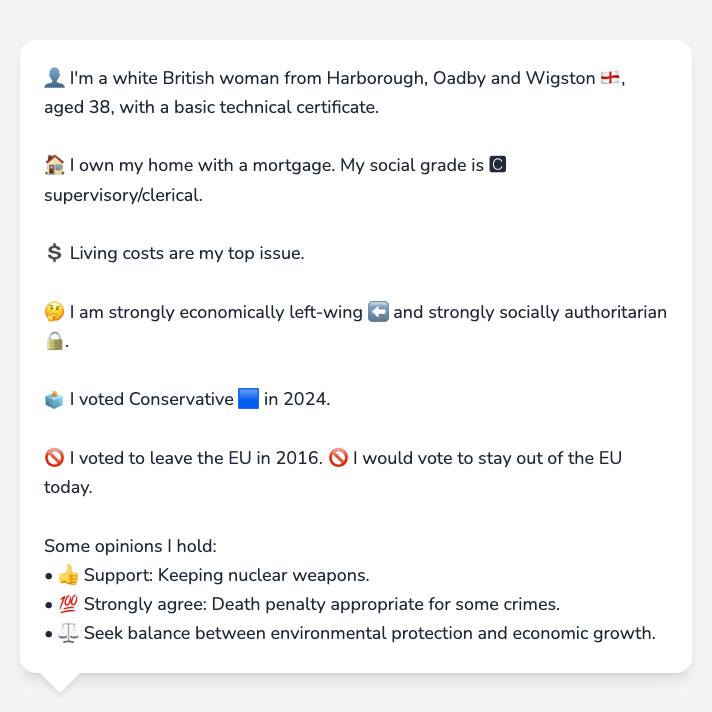 👤 I'm a white British woman from Harborough, Oadby and Wigston 🏴󠁧󠁢󠁥󠁮󠁧󠁿,
aged 38, with a basic technical certificate.
🏠 I own my home with a mortgage. My social grade is 🅲
supervisory/clerical.
💲 Living costs are my top issue.
🤔 I am strongly economically left-wing ⬅️ and strongly socially authoritarian
🔒.
🗳️ I voted Conservative 🟦 in 2024.
🚫 I voted to leave the EU in 2016. 🚫 I would vote to stay out of the EU
today.
Some opinions I hold:
• 👍 Support: Keeping nuclear weapons.
• 💯 Strongly agree: Death penalty appropriate for some crimes.
• ⚖️ Seek balance between environmental protection and economic growth.